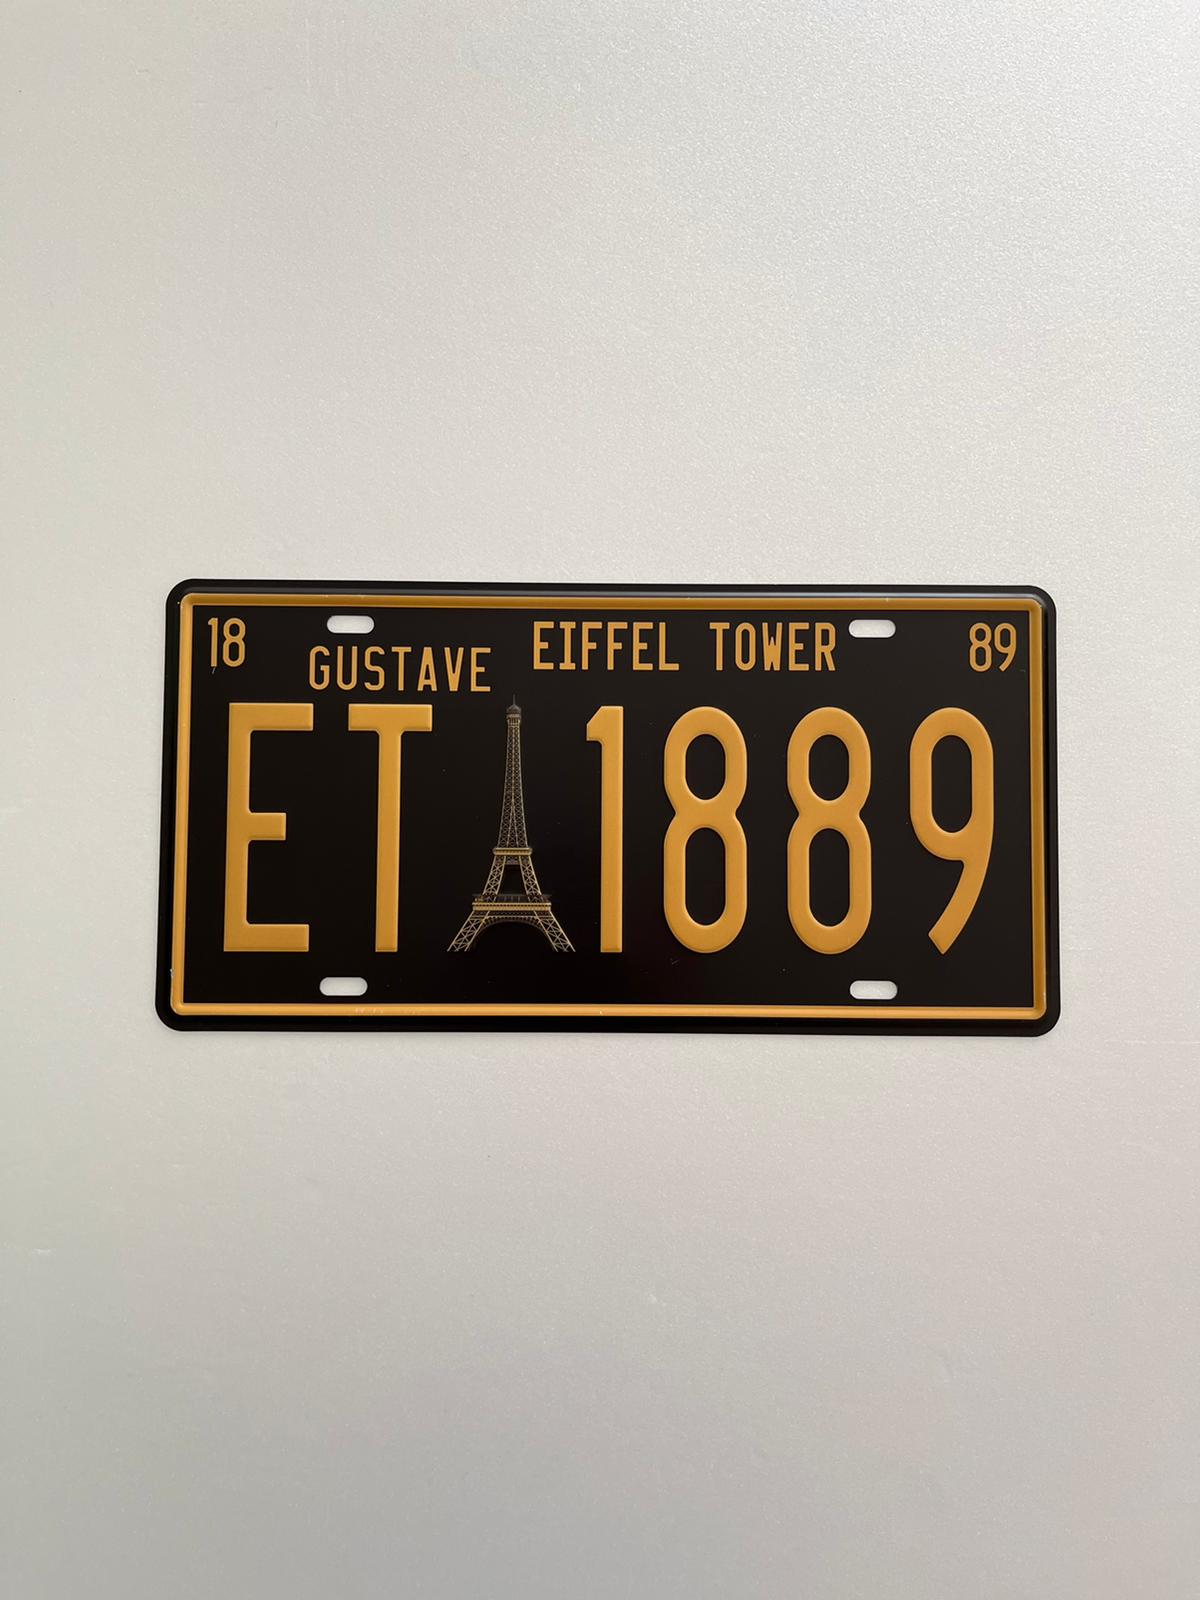 18 GUSTAVE EIFFEL TOWER 89
ET 1889